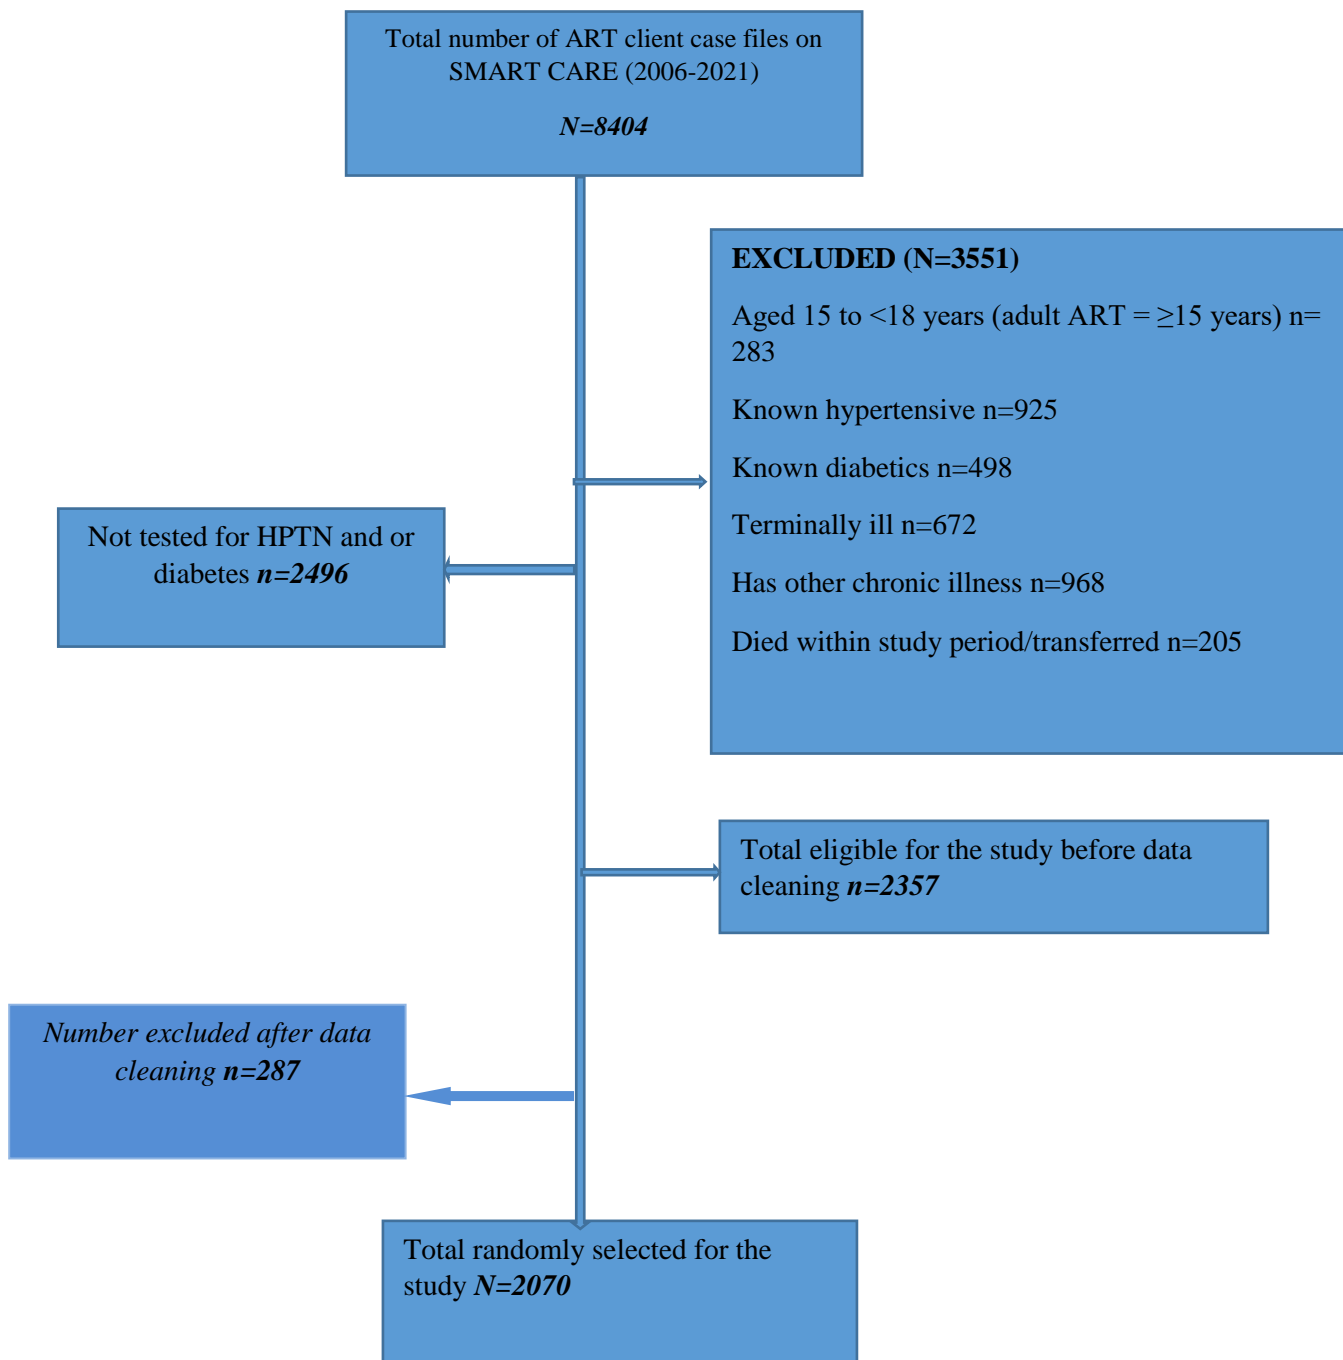 Total number of ART client case files on
SMART CARE (2006-2021)
N=8404
EXCLUDED (N=3551)
Aged 15 to <18 years (adult ART = ≥15 years) n=
283
Known hypertensive n=925
Known diabetics n=498
Terminally ill n=672
Has other chronic illness n=968
Died within study period/transferred n=205
Not tested for HPTN and or
diabetes n=2496
Total eligible for the study before data
cleaning n=2357
Number excluded after data
cleaning n=287
Total randomly selected for the
study N=2070